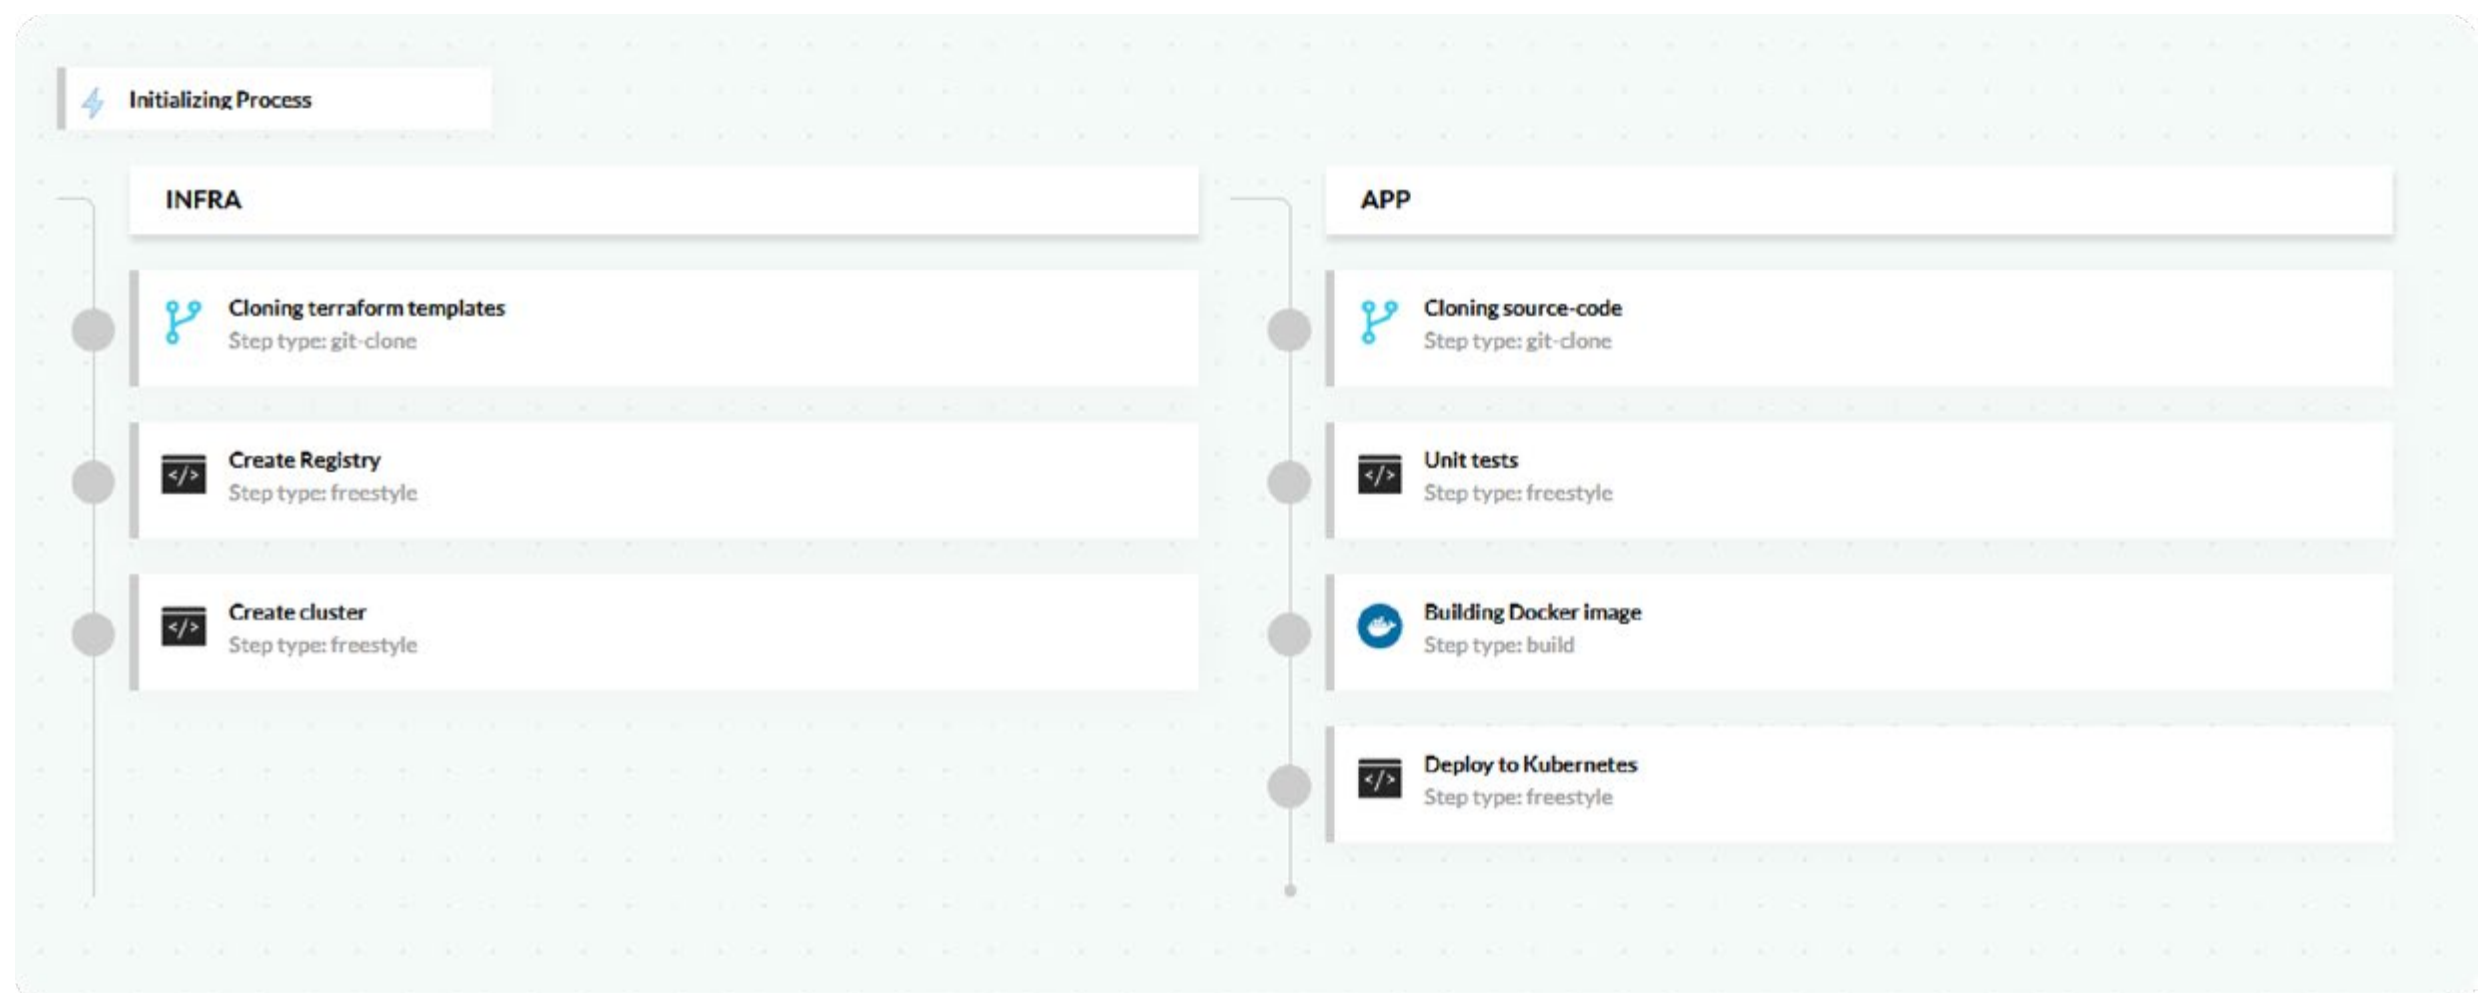 Initializing Process
INFRA
Cloning terraform templates
Step type: git-clone
</>
Create Registry
Step type: freestyle
</>
Create cluster
Step type: freestyle
APP
Cloning source-code
Step type: git-clone
</>
Unit tests
Step type: freestyle
Building Docker image
Step type: build
</>
Deploy to Kubernetes
Step type: freestyle